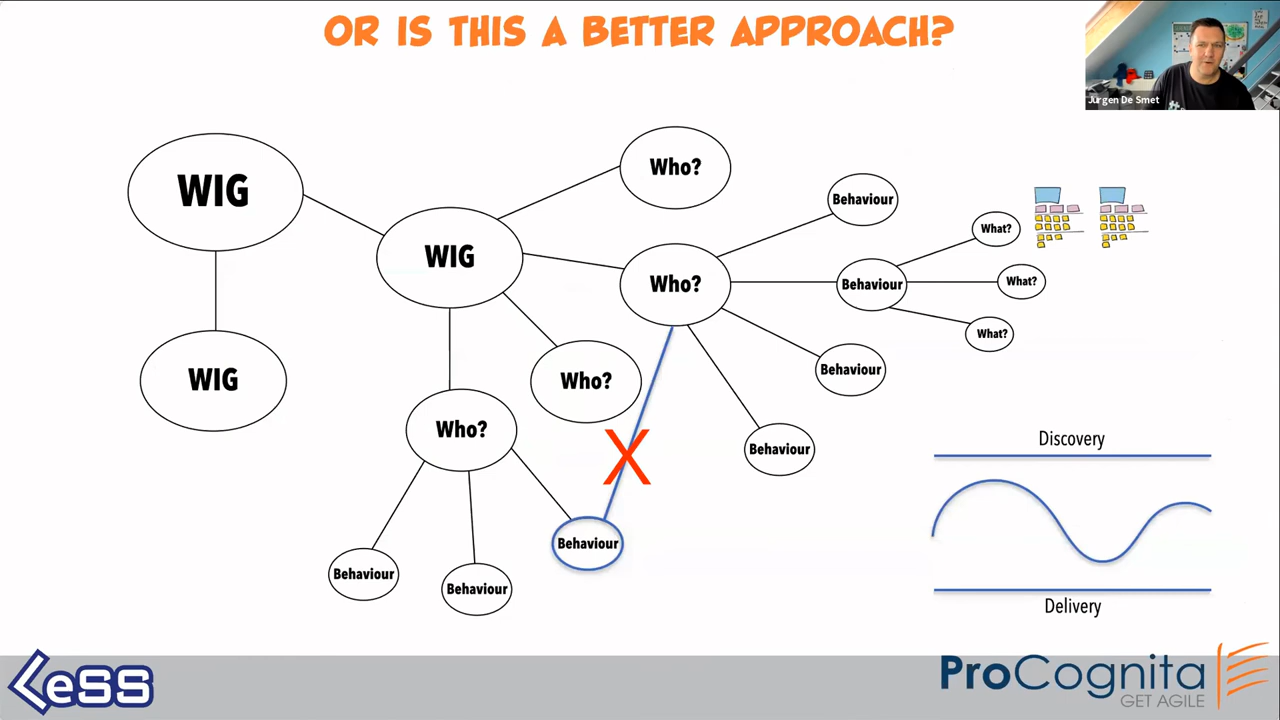 OR IS THIS A BETTER APPROACH?
Jürgen De Smet
WIG
WIG
WIG
Who?
Who?
Who?
Who?
Behaviour
Behaviour
Behaviour
Behaviour
What?
What?
What?
Behaviour
Behaviour
Behaviour
X
Discovery
Delivery
LeSS
ProCognita
GET AGILE